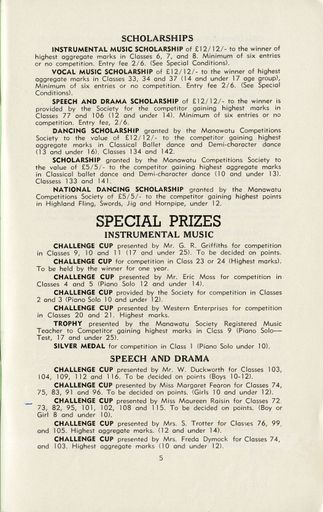 SCHOLARSHIPS
INSTRUMENTAL MUSIC SCHOLARSHIP of £12/12/- to the winner of
highest aggregate marks in Classes 6, 7, and 8. Minimum of six entries
or no competition. Entry fee 2/6. (See Special Conditions).
VOCAL MUSIC SCHOLARSHIP of £12/12/- to the winner of highest
aggregate marks in Classes 33, 34 and 37 (14 and under 17 age group),
Minimum of six entries or no competition. Entry fee 2/6. (See Special
Conditions).
SPEECH AND DRAMA SCHOLARSHIP of £12/12/- to the winner is
provided by the Society for the competitor gaining highest marks in
Classes 77 and 106 (12 and under 14). Minimum of six entries or no
competition. Entry fee, 2/6.
DANCING SCHOLARSHIP granted by the Manawatu Competitions
Society to the value of £12/12/- to the competitor gaining highest
aggregate marks in Classical Ballet dance and Demi-character dance
(13 and under 16). Classes 134 and 142.
SCHOLARSHIP granted by the Manawatu Competitions Society to
the value of £5/5/- to the competitor gaining highest aggregate marks
in Classical ballet dance and Demi-character dance (10 and under 13).
Classess 133 and 141.
NATIONAL DANCING SCHOLARSHIP granted by the Manawatu
Competitions Society of £5/5/- to the competitor gaining highest points
in Highland Fling, Swords, Jig and Hornpipe, under 12.
SPECIAL PRIZES
INSTRUMENTAL MUSIC
CHALLENGE CUP presented by Mr. G. R. Griffiths for competition
in Classes 9, 10 and 11 (17 and under 25). To be decided on points.
CHALLENGE CUP for competition in Class 23 or 24 (Highest marks).
To be held by the winner for one year.
CHALLENGE CUP presented by Mr. Eric Moss for competition in
Classes 4 and 5 (Piano Solo 12 and under 14).
CHALLENGE CUP provided by the Society for competition in Classes
2 and 3 (Piano Solo 10 and under 12).
CHALLENGE CUP presented by Western Enterprises for competition
in Classes 20 and 21. Highest marks.
TROPHY presented by the Manawatu Society Registered Music
Teacher to Competitor gaining highest marks in Class 9 (Piano Solo—
Test, 17 and under 25).
SILVER MEDAL for competition in Class 1 (Piano Solo under 10).
SPEECH AND DRAMA
CHALLENGE CUP presented by Mr. W. Duckworth for Classes 103,
104, 109, 112 and 116. To be decided on points (Boys 10-12).
CHALLENGE CUP presented by Miss Margaret Fearon for Classes 74,
75, 83, 91 and 96. To be decided on points. (Girls 10 and under 12).
CHALLENGE CUP presented by Miss Maureen Raisin for Classes 72,
73, 82, 95, 101, 102, 108 and 115. To be decided on points. (Boy or
Girl 8 and under 10).
CHALLENGE CUP presented by Mrs. S. Trotter for Classes 76, 99,
and 105. Highest aggregate marks. (12 and under 14).
CHALLENGE CUP presented by Mrs. Freda Dymock for Classes 74,
and 103. Highest aggregate marks (10 and under 12).
5